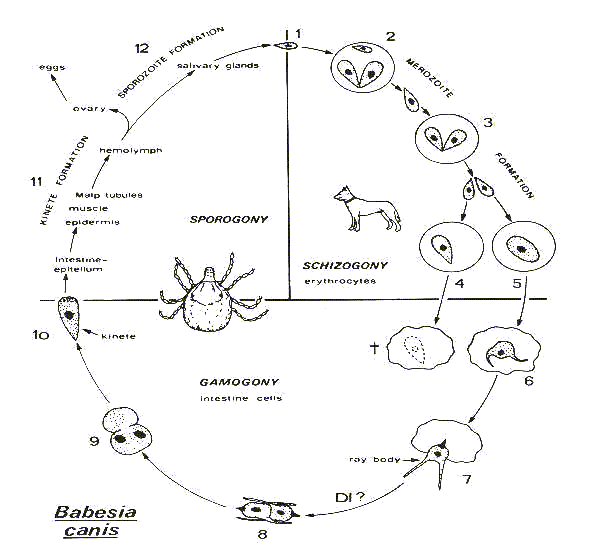 12
SPOROZOITE FORMATION
1
2
eggs
salivary glands
MEROZOITE
ovary
3
KINETE FORMATION
hemolymph
11
FORMATION
Malp tubules
muscle
epidermis
SPOROGONY
Intestine-
epitellum
SCHIZOGONY
erythrocytes
4
5
10
kinete
†
6
GAMOGONY
intestine cells
9
ray body
7
DI?
8
Babesia
canis